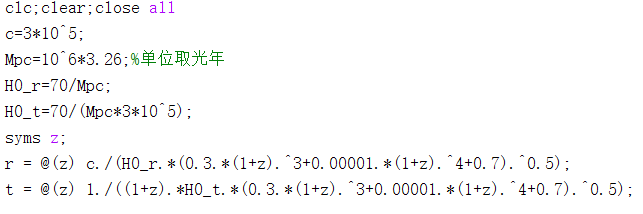 clc;clear;close all
c=3*10^5;
Mpc=10^6*3.26;%单位取光年
H0_r=70/Mpc;
H0_t=70/(Mpc*3*10^5);
syms z;
r = @(z) c./(H0_r.*(0.3.*(1+z).^3+0.00001.*(1+z).^4+0.7).^0.5);
t = @(z) 1./((1+z).*H0_t.*(0.3.*(1+z).^3+0.00001.*(1+z).^4+0.7).^0.5);